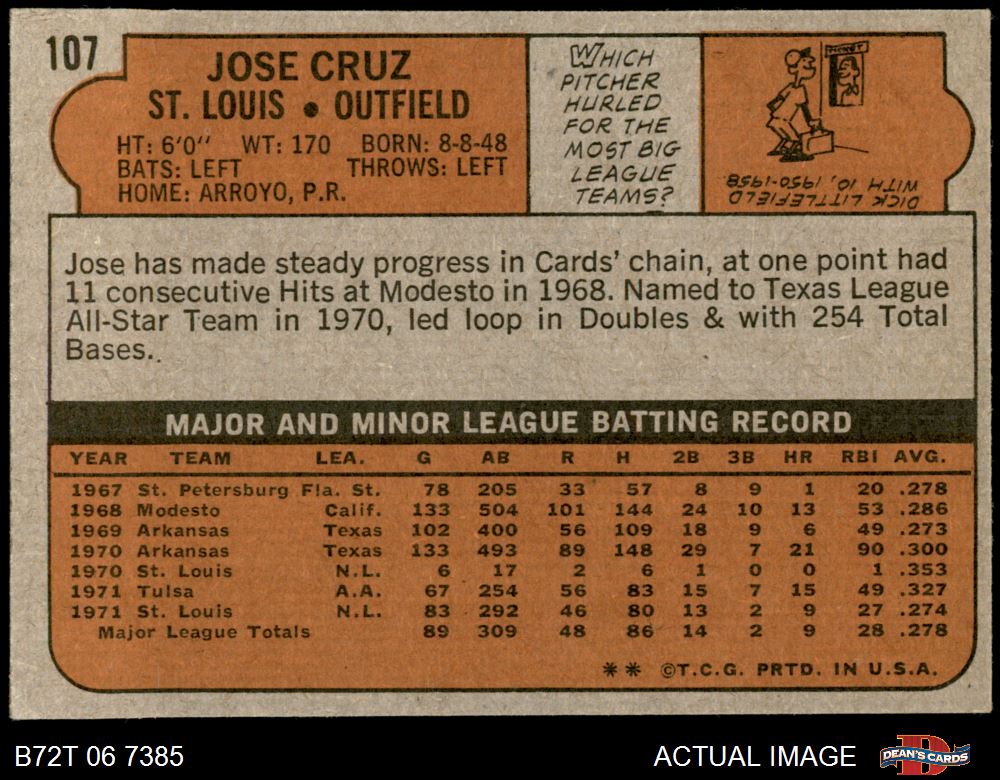 107
JOSE CRUZ
ST. LOUIS • OUTFIELD
HT: 6'0" WT: 170 BORN: 8-8-48
BATS: LEFT THROWS: LEFT
HOME: ARROYO, P.R.
WHICH
PITCHER
HURLED
FOR THE
MOST BIG
LEAGUE
TEAMS?
TICKET
DICK LITTLEFIELD
WITH 10, 1950-1958
Jose has made steady progress in Cards' chain, at one point had
11 consecutive Hits at Modesto in 1968. Named to Texas League
All-Star Team in 1970, led loop in Doubles & with 254 Total
Bases..
MAJOR AND MINOR LEAGUE BATTING RECORD
YEAR TEAM LEA. G AB R H 2B 3B HR RBI AVG.
1967 St. Petersburg Fla. St. 78 205 33 57 8 9 1 20 .278
1968 Modesto Calif. 133 504 101 144 24 10 13 53 .286
1969 Arkansas Texas 102 400 56 109 18 9 6 49 .273
1970 Arkansas Texas 133 493 89 148 29 7 21 90 .300
1970 St. Louis N.L. 6 17 2 6 1 0 0 1 .353
1971 Tulsa A.A. 67 254 56 83 15 7 15 49 .327
1971 St. Louis N.L. 83 292 46 80 13 2 9 27 .274
Major League Totals 89 309 48 86 14 2 9 28 .278
** ©T.C.G. PRTD. IN U.S.A.
B72T 06 7385
ACTUAL IMAGE
D
DEAN'S CARDS